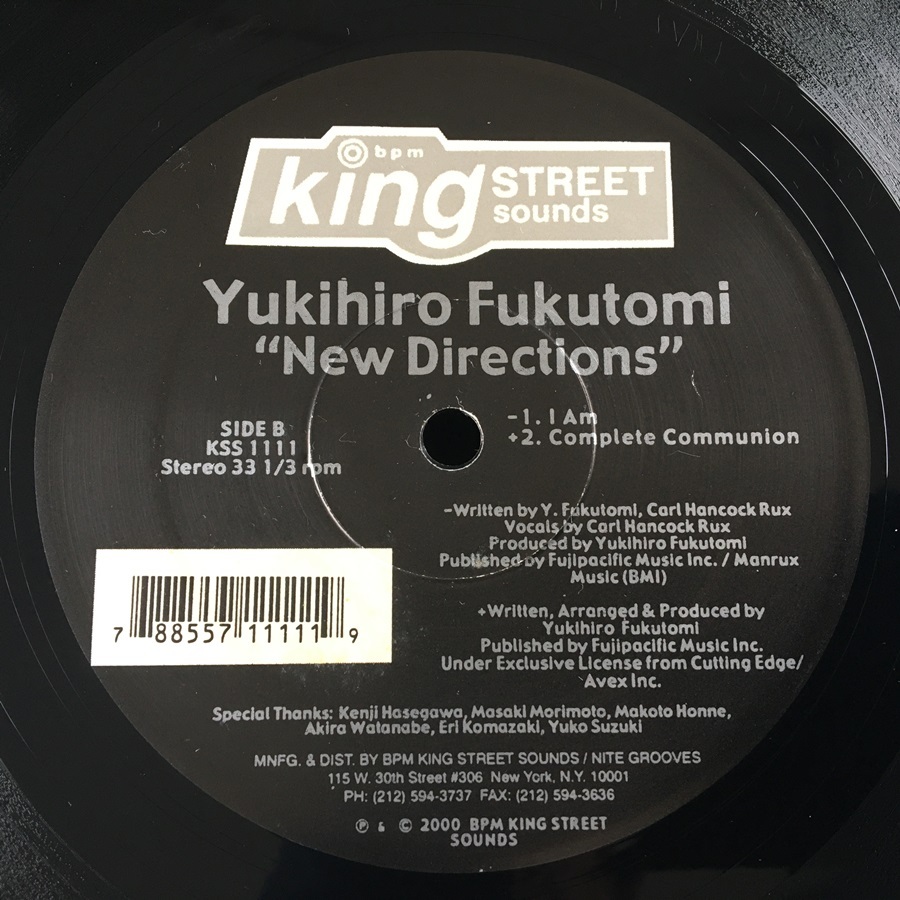 bpm
king STREET
sounds
Yukihiro Fukutomi
“New Directions”
SIDE B
KSS 1111
Stereo 33 1/3 rpm
-1. I Am
+2. Complete Communion
-Written by Y. Fukutomi, Carl Hancock Rux
Vocals by Carl Hancock Rux
Produced by Yukihiro Fukutomi
Published by Fujipacific Music Inc. / Manrux
Music (BMI)
+Written, Arranged & Produced by
Yukihiro Fukutomi
Published by Fujipacific Music Inc.
Under Exclusive License from Cutting Edge/
Avex Inc.
7 88557 11111 9
Special Thanks: Kenji Hasegawa, Masaki Morimoto, Makoto Honne,
Akira Watanabe, Eri Komazaki, Yuko Suzuki
MNFG. & DIST. BY BPM KING STREET SOUNDS / NITE GROOVES
115 W. 30th Street #306 New York, N.Y. 10001
PH: (212) 594-3737 FAX: (212) 594-3636
℗ & © 2000 BPM KING STREET
SOUNDS